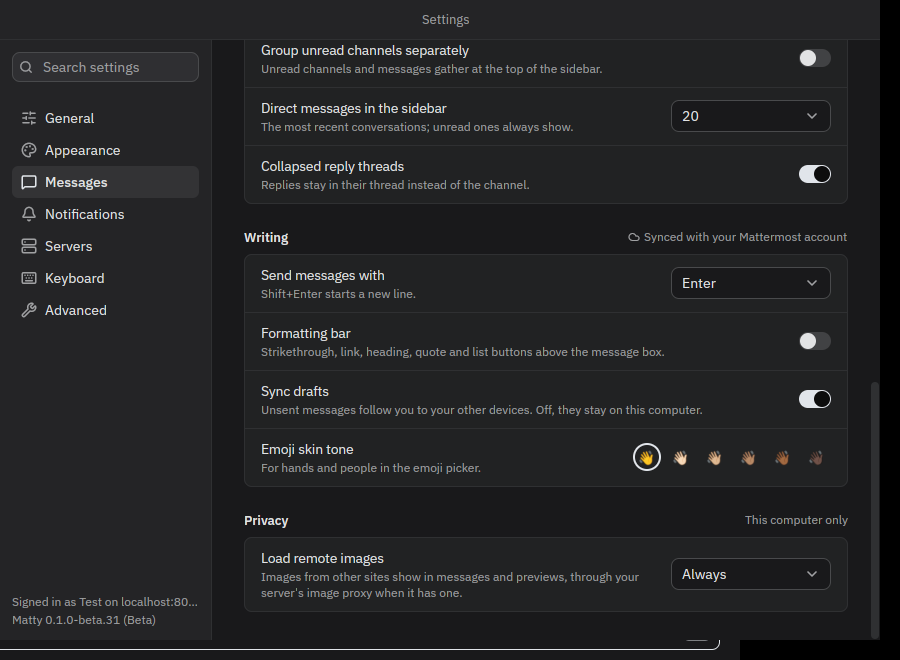 Settings
Search settings
General
Appearance
Messages
Notifications
Servers
Keyboard
Advanced
Signed in as Test on localhost:80...
Matty 0.1.0-beta.31 (Beta)
Group unread channels separately
Unread channels and messages gather at the top of the sidebar.
Direct messages in the sidebar
The most recent conversations; unread ones always show.
20
Collapsed reply threads
Replies stay in their thread instead of the channel.
Writing
Synced with your Mattermost account
Send messages with
Shift+Enter starts a new line.
Enter
Formatting bar
Strikethrough, link, heading, quote and list buttons above the message box.
Sync drafts
Unsent messages follow you to your other devices. Off, they stay on this computer.
Emoji skin tone
For hands and people in the emoji picker.
Privacy
This computer only
Load remote images
Images from other sites show in messages and previews, through your
server's image proxy when it has one.
Always